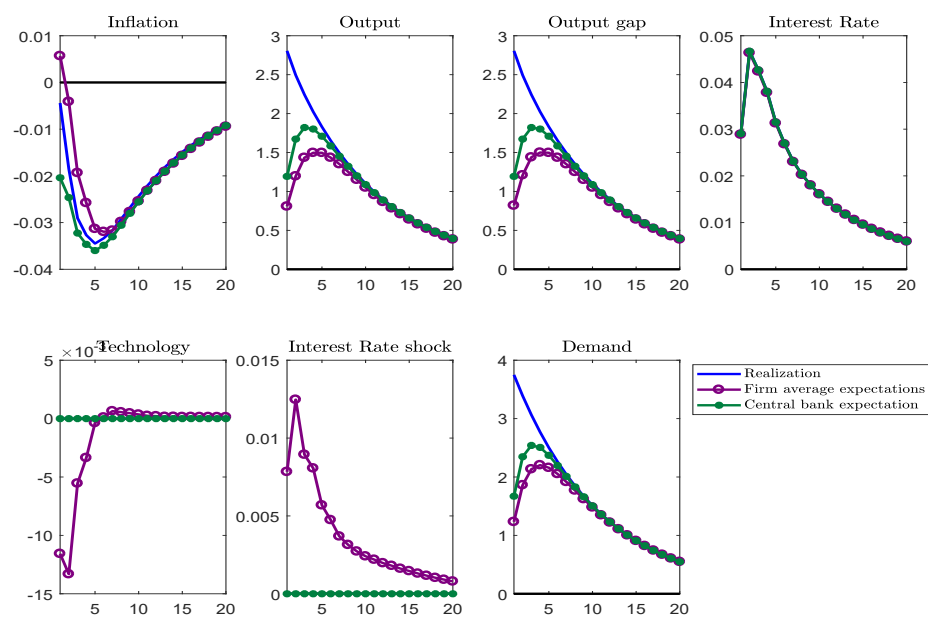 Inflation
0.01
0
-0.01
-0.02
-0.03
-0.04
5 10 15 20
Output
3
2.5
2
1.5
1
0.5
0
5 10 15 20
Output gap
3
2.5
2
1.5
1
0.5
0
5 10 15 20
Interest Rate
0.05
0.04
0.03
0.02
0.01
0
5 10 15 20
Technology
5
0
-5
-10
-15
5 10 15 20
Interest Rate shock
0.015
0.01
0.005
0
5 10 15 20
Demand
4
3
2
1
0
5 10 15 20
Realization
Firm average expectations
Central bank expectation